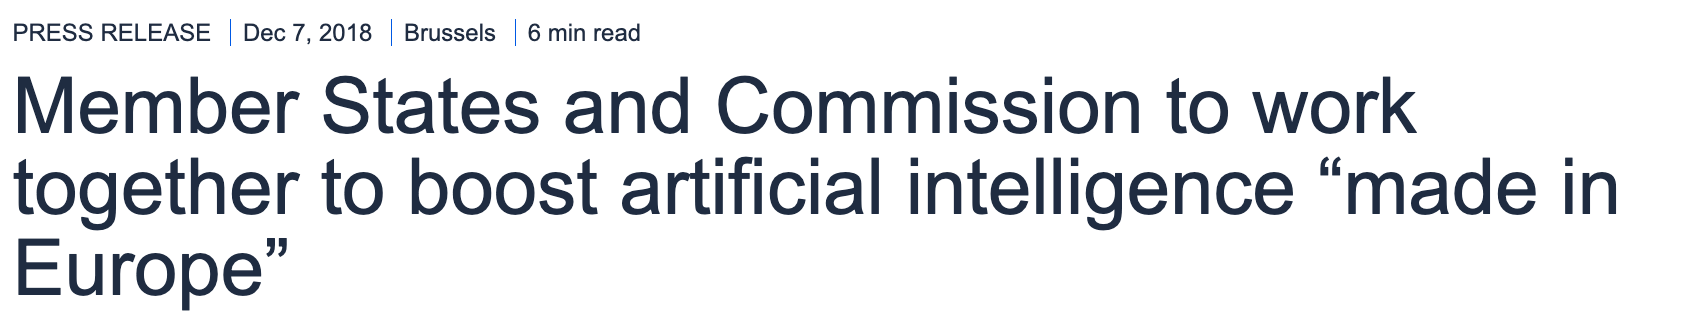 PRESS RELEASE | Dec 7, 2018 | Brussels | 6 min read
Member States and Commission to work
together to boost artificial intelligence “made in
Europe”